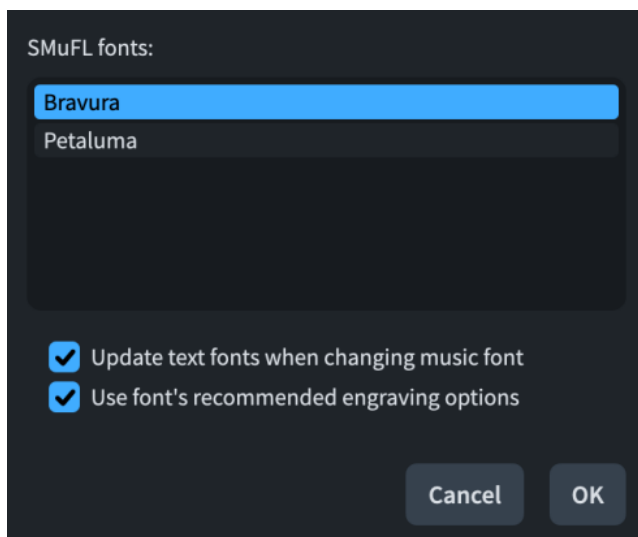 SMuFL fonts:
Bravura
Petaluma
Update text fonts when changing music font
Use font's recommended engraving options
Cancel OK